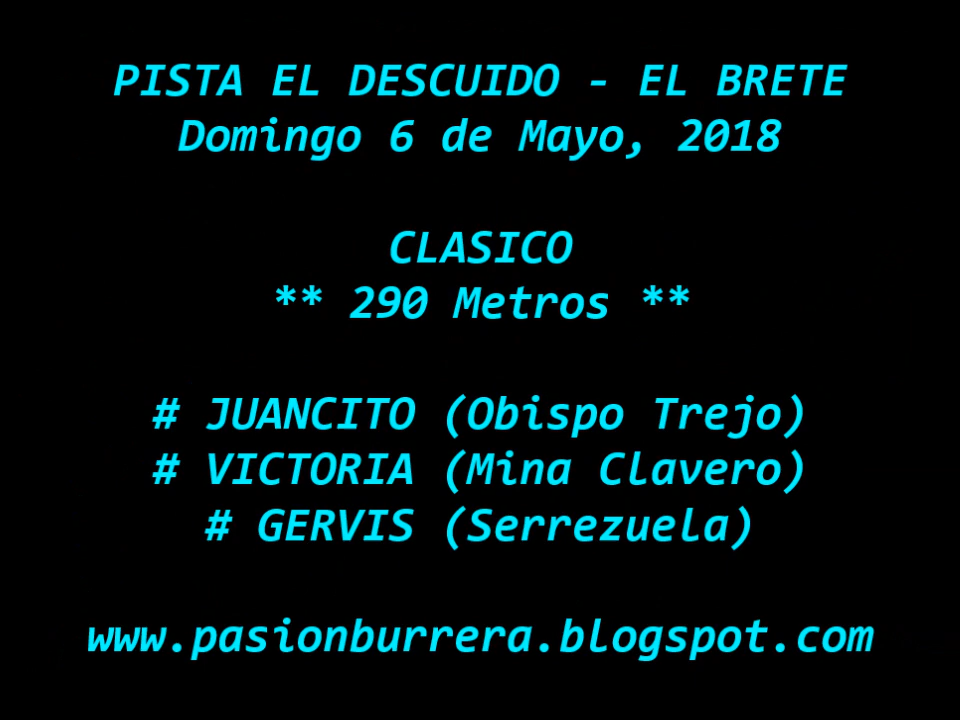 PISTA EL DESCUIDO - EL BRETE
Domingo 6 de Mayo, 2018
CLASICO
** 290 Metros **
# JUANCITO (Obispo Trejo)
# VICTORIA (Mina Clavero)
# GERVIS (Serrezuela)
www.pasionburrera.blogspot.com